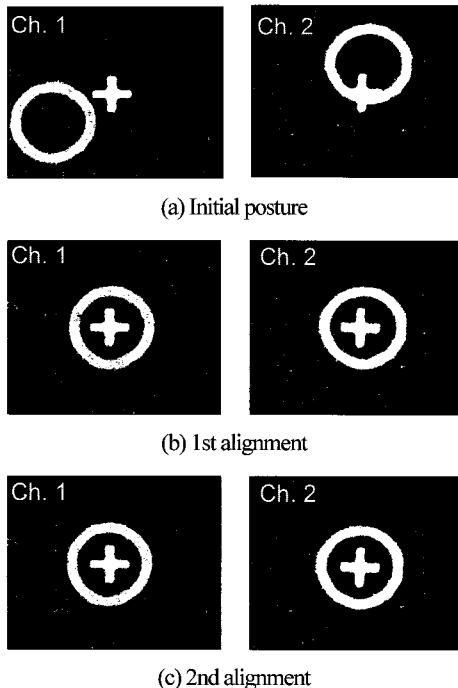 Ch. 1
Ch. 2
(a) Initial posture
Ch. 1
Ch. 2
(b) 1st alignment
Ch. 1
Ch. 2
(c) 2nd alignment